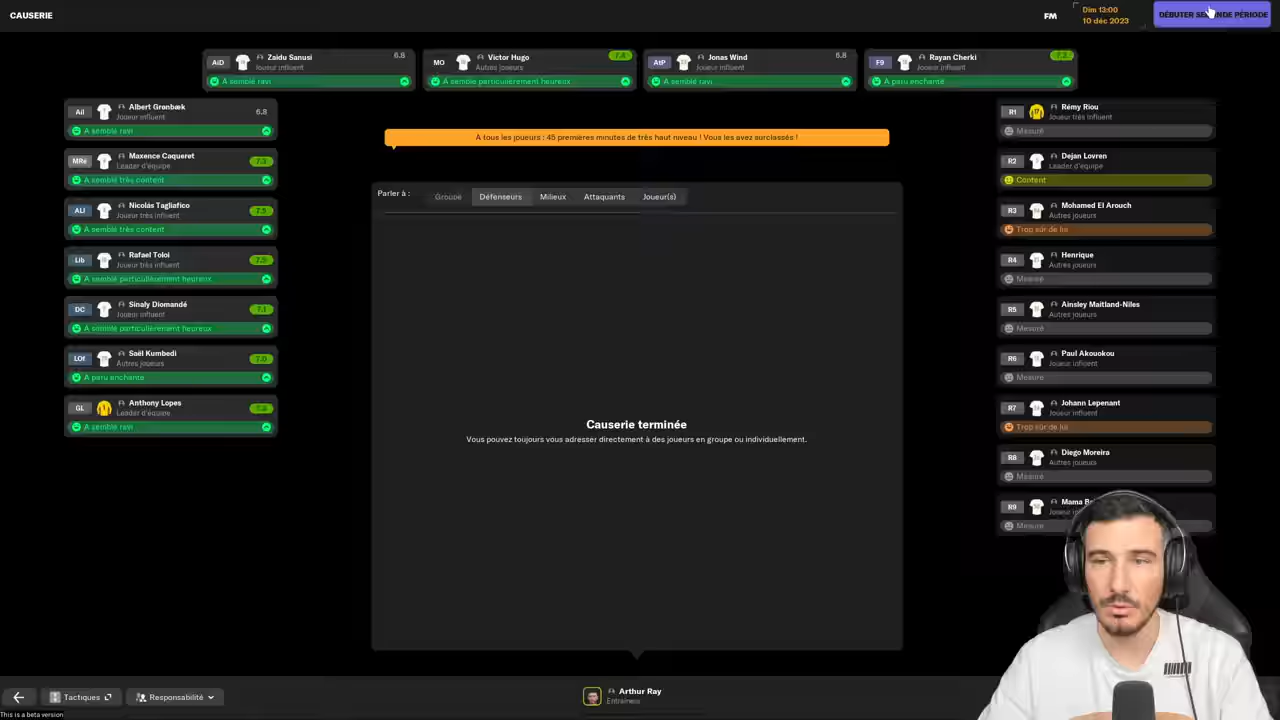 CAUSERIE
FM
Dim 13:00
10 déc 2023
DÉBUTER SECONDE PÉRIODE
AiD
Zaidu Sanusi
Joueur influent
6.8
A semblé ravi
MO
Victor Hugo
Autres joueurs
A semblé particulièrement heureux
AtP
Jonas Wind
Joueur influent
6.8
A semblé ravi
F9
Rayan Cherki
Joueur influent
7.3
A paru enchanté
AiI
Albert Grønbæk
Joueur influent
6.8
A semblé ravi
MRé
Maxence Caqueret
Leader d'équipe
7.3
A semblé très content
ALI
Nicolás Tagliafico
Joueur très influent
7.5
A semblé très content
Lib
Rafael Toloi
Joueur très influent
7.5
A semblé particulièrement heureux
DC
Sinaly Diomandé
Joueur influent
7.1
A semblé particulièrement heureux
LOf
Saël Kumbedi
Autres joueurs
7.0
A paru enchanté
GL
Anthony Lopes
Leader d'équipe
A semblé ravi
À tous les joueurs : 45 premières minutes de très haut niveau ! Vous les avez surclassés !
Parler à :
Groupe
Défenseurs
Milieux
Attaquants
Joueur(s)
Causerie terminée
Vous pouvez toujours vous adresser directement à des joueurs en groupe ou individuellement.
R1
Rémy Riou
Joueur très influent
Mesuré
R2
Dejan Lovren
Leader d'équipe
Content
R3
Mohamed El Arouch
Autres joueurs
Trop sûr de lui
R4
Henrique
Autres joueurs
Mesuré
R5
Ainsley Maitland-Niles
Autres joueurs
Mesuré
R6
Paul Akouokou
Joueur influent
Mesuré
R7
Johann Lepenant
Joueur influent
Trop sûr de lui
R8
Diego Moreira
Autres joueurs
Mesuré
R9
Mama
Mesuré
Tactiques
Responsabilité
Arthur Ray
Entraîneur
This is a beta version